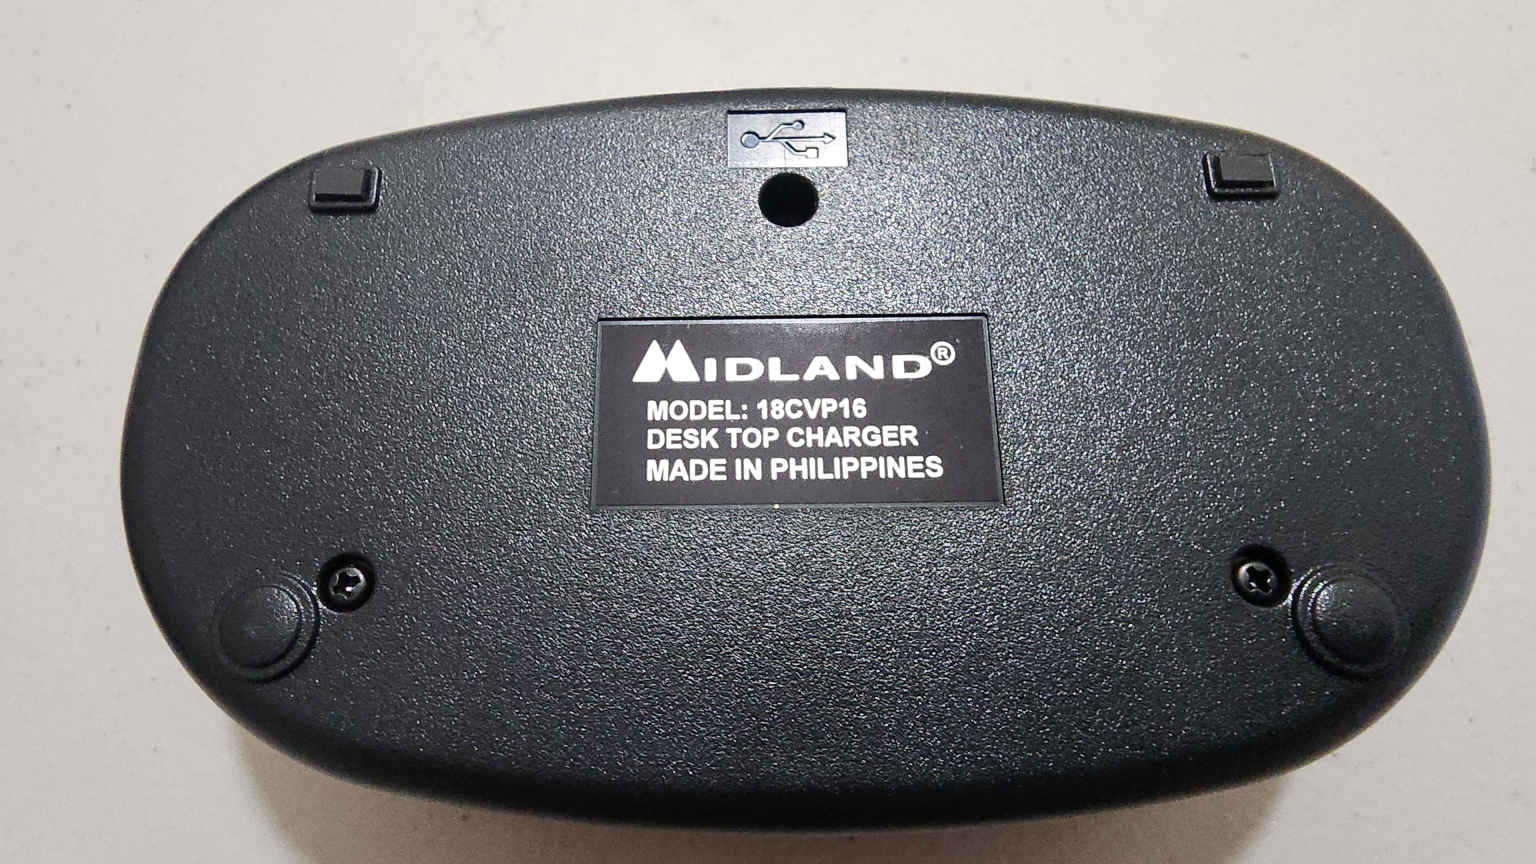 MIDLAND®
MODEL: 18CVP16
DESK TOP CHARGER
MADE IN PHILIPPINES